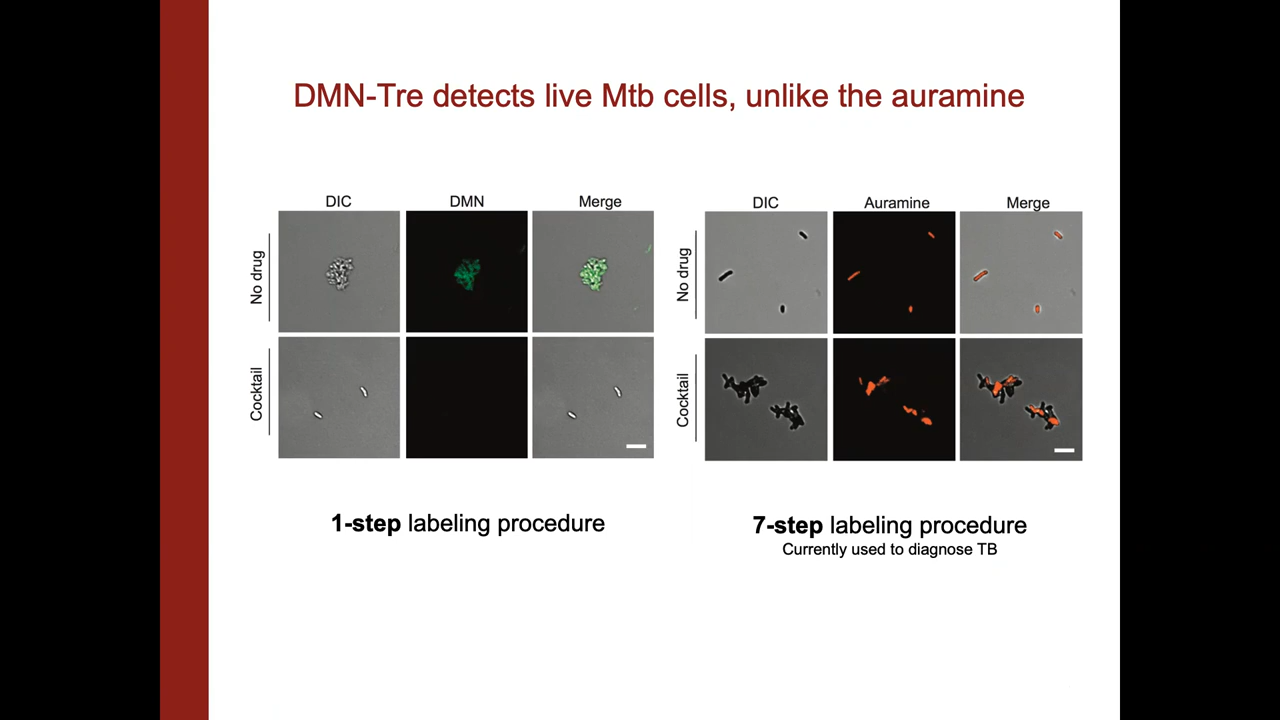 DMN-Tre detects live Mtb cells, unlike the auramine
DIC DMN Merge
No drug
Cocktail
1-step labeling procedure
DIC Auramine Merge
No drug
Cocktail
7-step labeling procedure
Currently used to diagnose TB